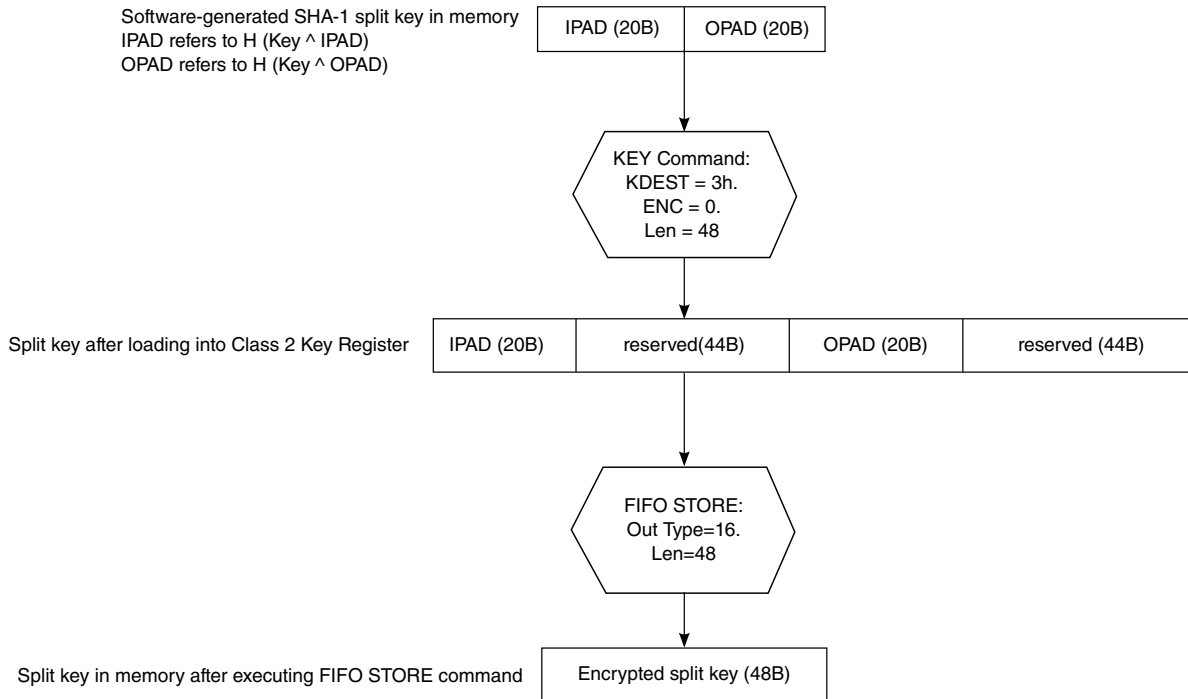 Software-generated SHA-1 split key in memory
IPAD refers to H (Key ^ IPAD)
OPAD refers to H (Key ^ OPAD)
IPAD (20B)
OPAD (20B)
KEY Command:
KDEST = 3h.
ENC = 0.
Len = 48
Split key after loading into Class 2 Key Register
IPAD (20B)
reserved(44B)
OPAD (20B)
reserved (44B)
FIFO STORE:
Out Type=16.
Len=48
Split key in memory after executing FIFO STORE command
Encrypted split key (48B)